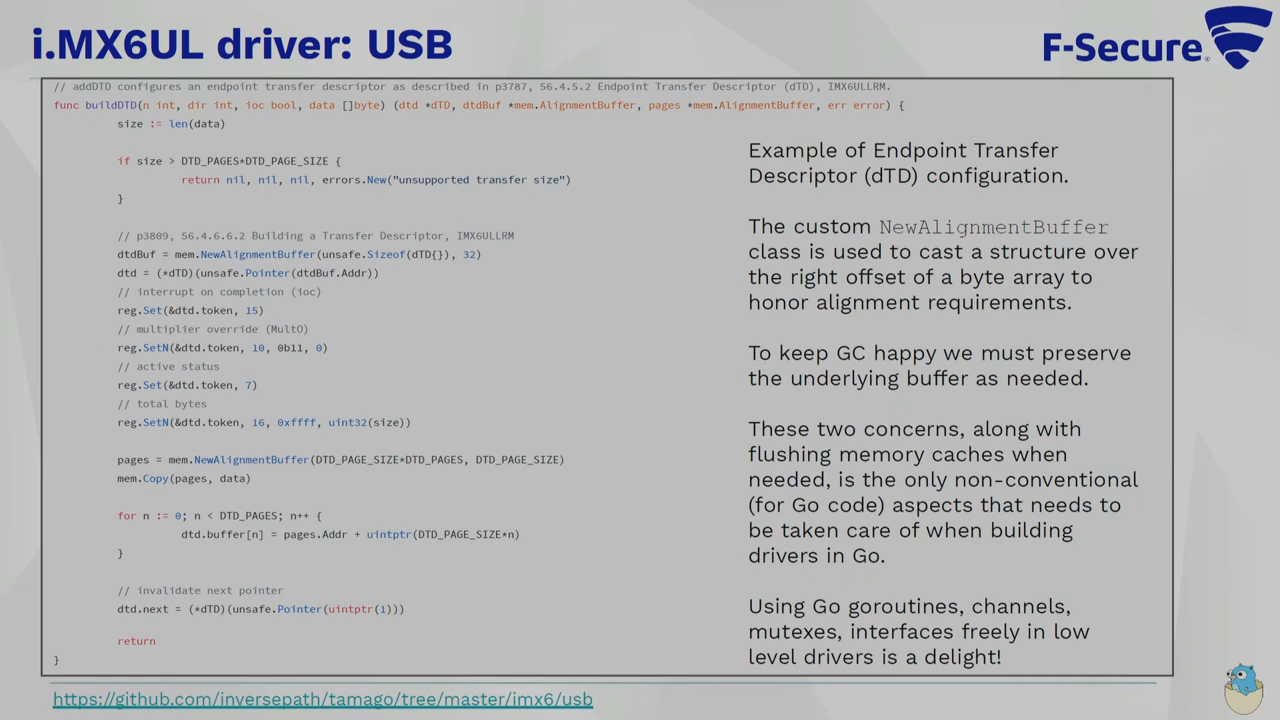 i.MX6UL driver: USB
F-Secure®
// addDTD configures an endpoint transfer descriptor as described in p3787, 56.4.5.2 Endpoint Transfer Descriptor (dTD), IMX6ULLRM.
func buildDTD(n int, dir int, ioc bool, data []byte) (dtd *dTD, dtdBuf *mem.AlignmentBuffer, pages *mem.AlignmentBuffer, err error) {
size := len(data)
if size > DTD_PAGES*DTD_PAGE_SIZE {
return nil, nil, nil, errors.New("unsupported transfer size")
}
// p3809, 56.4.6.6.2 Building a Transfer Descriptor, IMX6ULLRM
dtdBuf = mem.NewAlignmentBuffer(unsafe.Sizeof(dTD{}), 32)
dtd = (*dTD)(unsafe.Pointer(dtdBuf.Addr))
// interrupt on completion (ioc)
reg.Set(&dtd.token, 15)
// multiplier override (MultO)
reg.SetN(&dtd.token, 10, 0b11, 0)
// active status
reg.Set(&dtd.token, 7)
// total bytes
reg.SetN(&dtd.token, 16, 0xffff, uint32(size))
pages = mem.NewAlignmentBuffer(DTD_PAGE_SIZE*DTD_PAGES, DTD_PAGE_SIZE)
mem.Copy(pages, data)
for n := 0; n < DTD_PAGES; n++ {
dtd.buffer[n] = pages.Addr + uintptr(DTD_PAGE_SIZE*n)
}
// invalidate next pointer
dtd.next = (*dTD)(unsafe.Pointer(uintptr(1)))
return
}
Example of Endpoint Transfer
Descriptor (dTD) configuration.
The custom NewAlignmentBuffer
class is used to cast a structure over
the right offset of a byte array to
honor alignment requirements.
To keep GC happy we must preserve
the underlying buffer as needed.
These two concerns, along with
flushing memory caches when
needed, is the only non-conventional
(for Go code) aspects that needs to
be taken care of when building
drivers in Go.
Using Go goroutines, channels,
mutexes, interfaces freely in low
level drivers is a delight!
https://github.com/inversepath/tamago/tree/master/imx6/usb